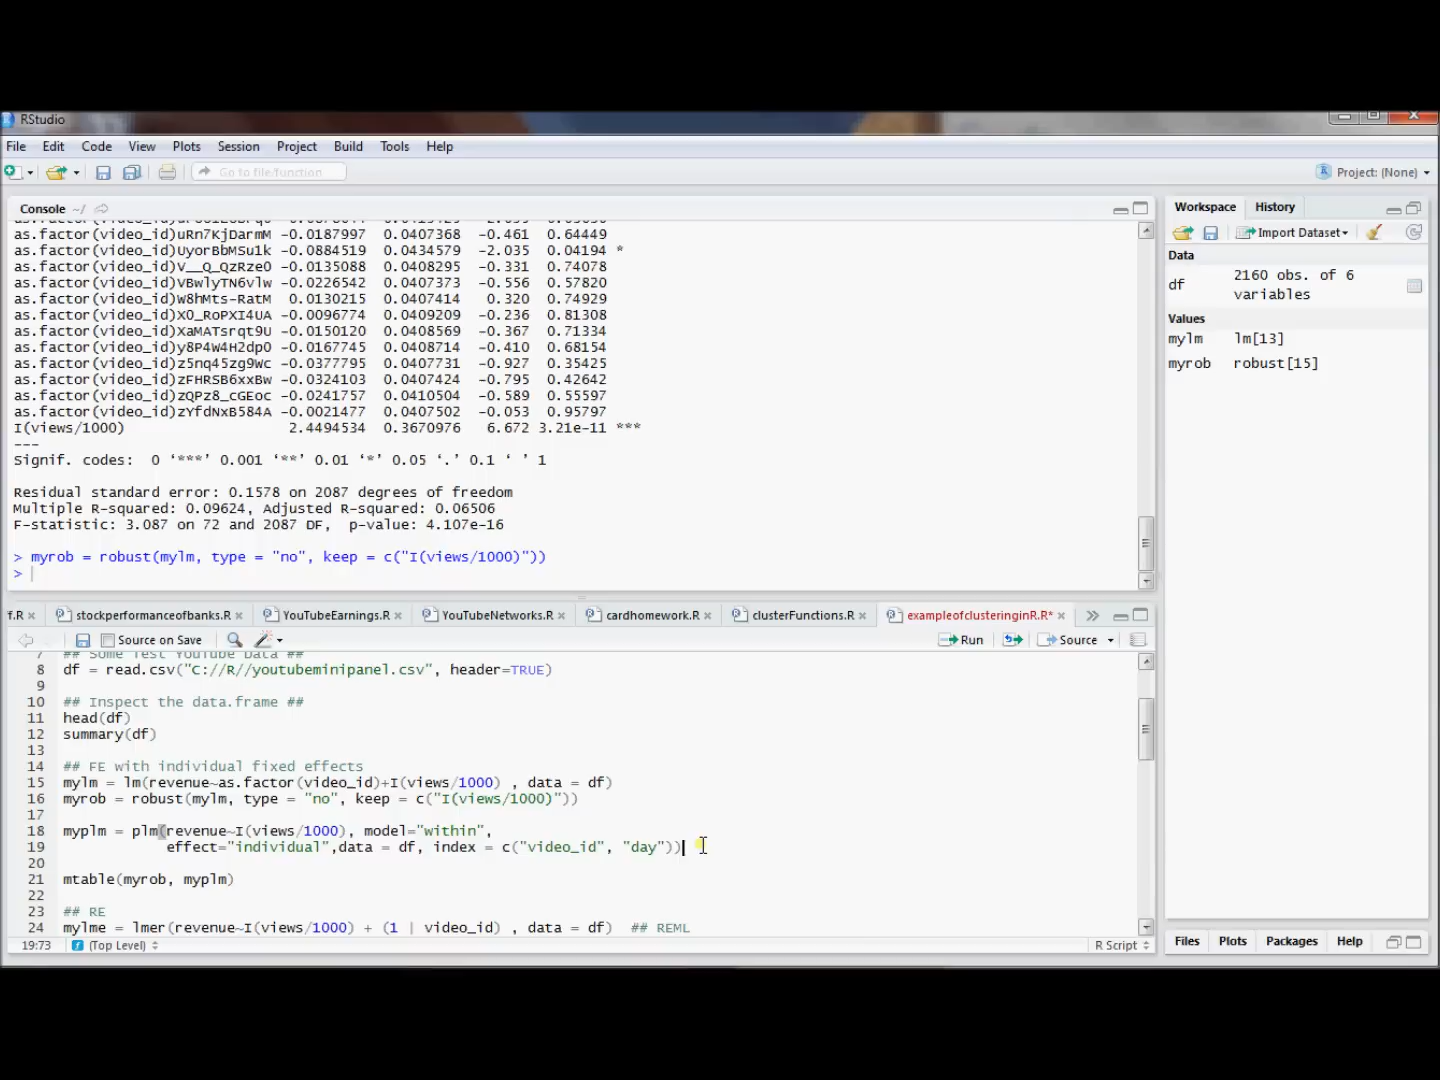 RStudio
File Edit Code View Plots Session Project Build Tools Help
Go to file/function Project: (None)
Console ~/
as.factor(video_id)uRn7KjDarmM -0.0187997 0.0407368 -0.461 0.64449
as.factor(video_id)UyorBbMSu1k -0.0884519 0.0434579 -2.035 0.04194 *
as.factor(video_id)V__Q_QzRze0 -0.0135088 0.0408295 -0.331 0.74078
as.factor(video_id)VBwlyTN6vlw -0.0226542 0.0407373 -0.556 0.57820
as.factor(video_id)W8hMts-RatM 0.0130215 0.0407414 0.320 0.74929
as.factor(video_id)X0_RoPXI4UA -0.0096774 0.0409209 -0.236 0.81308
as.factor(video_id)XaMATsrqt9U -0.0150120 0.0408569 -0.367 0.71334
as.factor(video_id)y8P4W4H2dp0 -0.0167745 0.0408714 -0.410 0.68154
as.factor(video_id)z5nq45zg9Wc -0.0377795 0.0407731 -0.927 0.35425
as.factor(video_id)zFHRSB6xxBw -0.0324103 0.0407424 -0.795 0.42642
as.factor(video_id)zQPz8_cGEoc -0.0241757 0.0410504 -0.589 0.55597
as.factor(video_id)zYfdNxB584A -0.0021477 0.0407502 -0.053 0.95797
I(views/1000) 2.4494534 0.3670976 6.672 3.21e-11 ***
---
Signif. codes: 0 ‘***’ 0.001 ‘**’ 0.01 ‘*’ 0.05 ‘.’ 0.1 ‘ ’ 1
Residual standard error: 0.1578 on 2087 degrees of freedom
Multiple R-squared: 0.09624, Adjusted R-squared: 0.06506
F-statistic: 3.087 on 72 and 2087 DF, p-value: 4.107e-16
> myrob = robust(mylm, type = "no", keep = c("I(views/1000)"))
>
f.R stockperformanceofbanks.R YouTubeEarnings.R YouTubeNetworks.R cardhomework.R clusterFunctions.R exampleofclusteringinR.R*
Source on Save Run Source
7 ## Some Test YouTube Data ##
8 df = read.csv("C://R//youtubeminipanel.csv", header=TRUE)
9
10 ## Inspect the data.frame ##
11 head(df)
12 summary(df)
13
14 ## FE with individual fixed effects
15 mylm = lm(revenue~as.factor(video_id)+I(views/1000) , data = df)
16 myrob = robust(mylm, type = "no", keep = c("I(views/1000)"))
17
18 myplm = plm(revenue~I(views/1000), model="within",
19 effect="individual",data = df, index = c("video_id", "day"))
20
21 mtable(myrob, myplm)
22
23 ## RE
24 mylme = lmer(revenue~I(views/1000) + (1 | video_id) , data = df) ## REML
19:73 (Top Level) R Script
Workspace History
Import Dataset
Data
df 2160 obs. of 6 variables
Values
mylm lm[13]
myrob robust[15]
Files Plots Packages Help